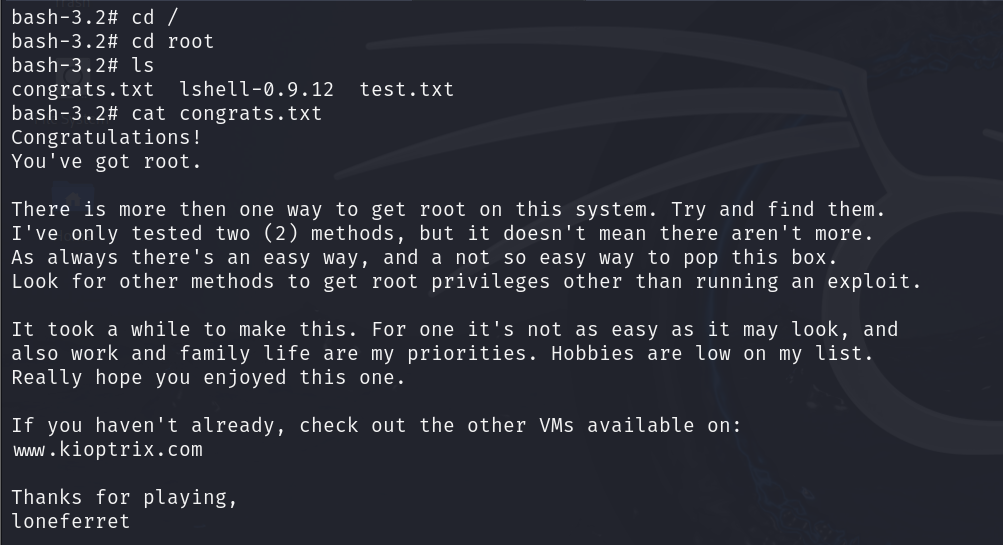 bash-3.2# cd /
bash-3.2# cd root
bash-3.2# ls
congrats.txt  lshell-0.9.12  test.txt
bash-3.2# cat congrats.txt
Congratulations!
You've got root.

There is more then one way to get root on this system. Try and find them.
I've only tested two (2) methods, but it doesn't mean there aren't more.
As always there's an easy way, and a not so easy way to pop this box.
Look for other methods to get root privileges other than running an exploit.

It took a while to make this. For one it's not as easy as it may look, and
also work and family life are my priorities. Hobbies are low on my list.
Really hope you enjoyed this one.

If you haven't already, check out the other VMs available on:
www.kioptrix.com

Thanks for playing,
loneferret